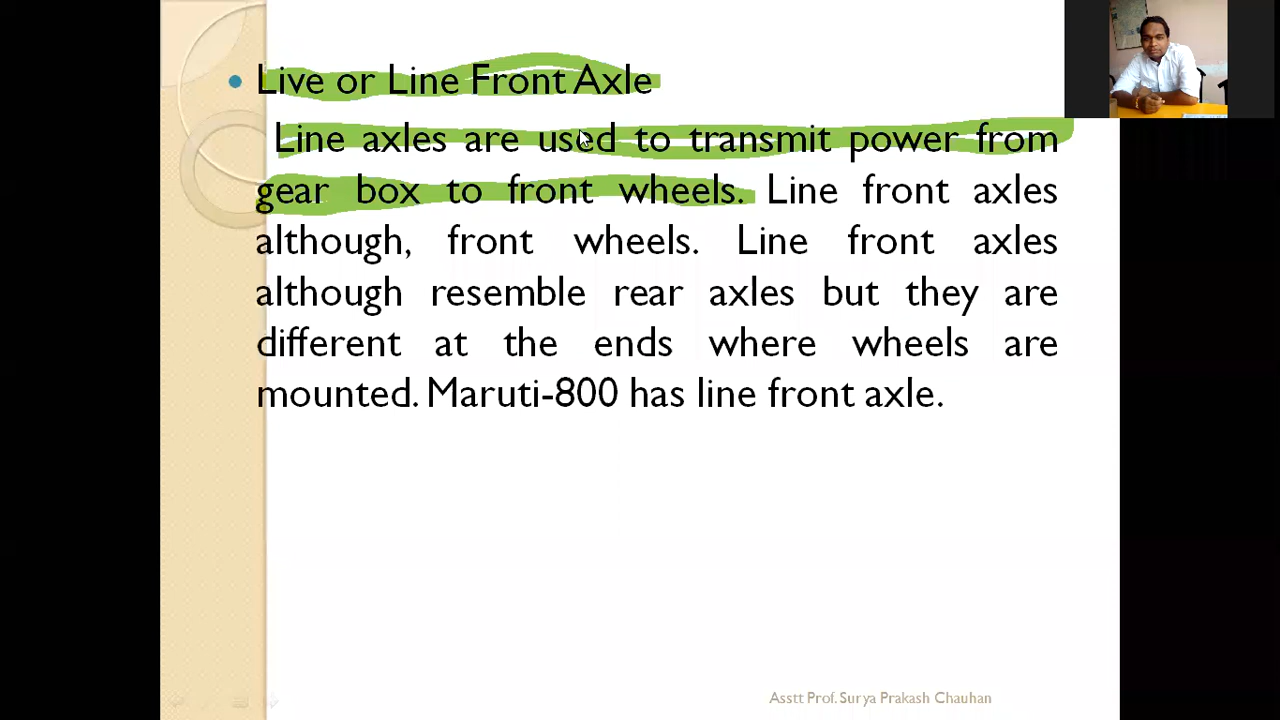 Live or Line Front Axle
Line axles are used to transmit power from
gear box to front wheels. Line front axles
although, front wheels. Line front axles
although resemble rear axles but they are
different at the ends where wheels are
mounted. Maruti-800 has line front axle.
Asstt Prof. Surya Prakash Chauhan